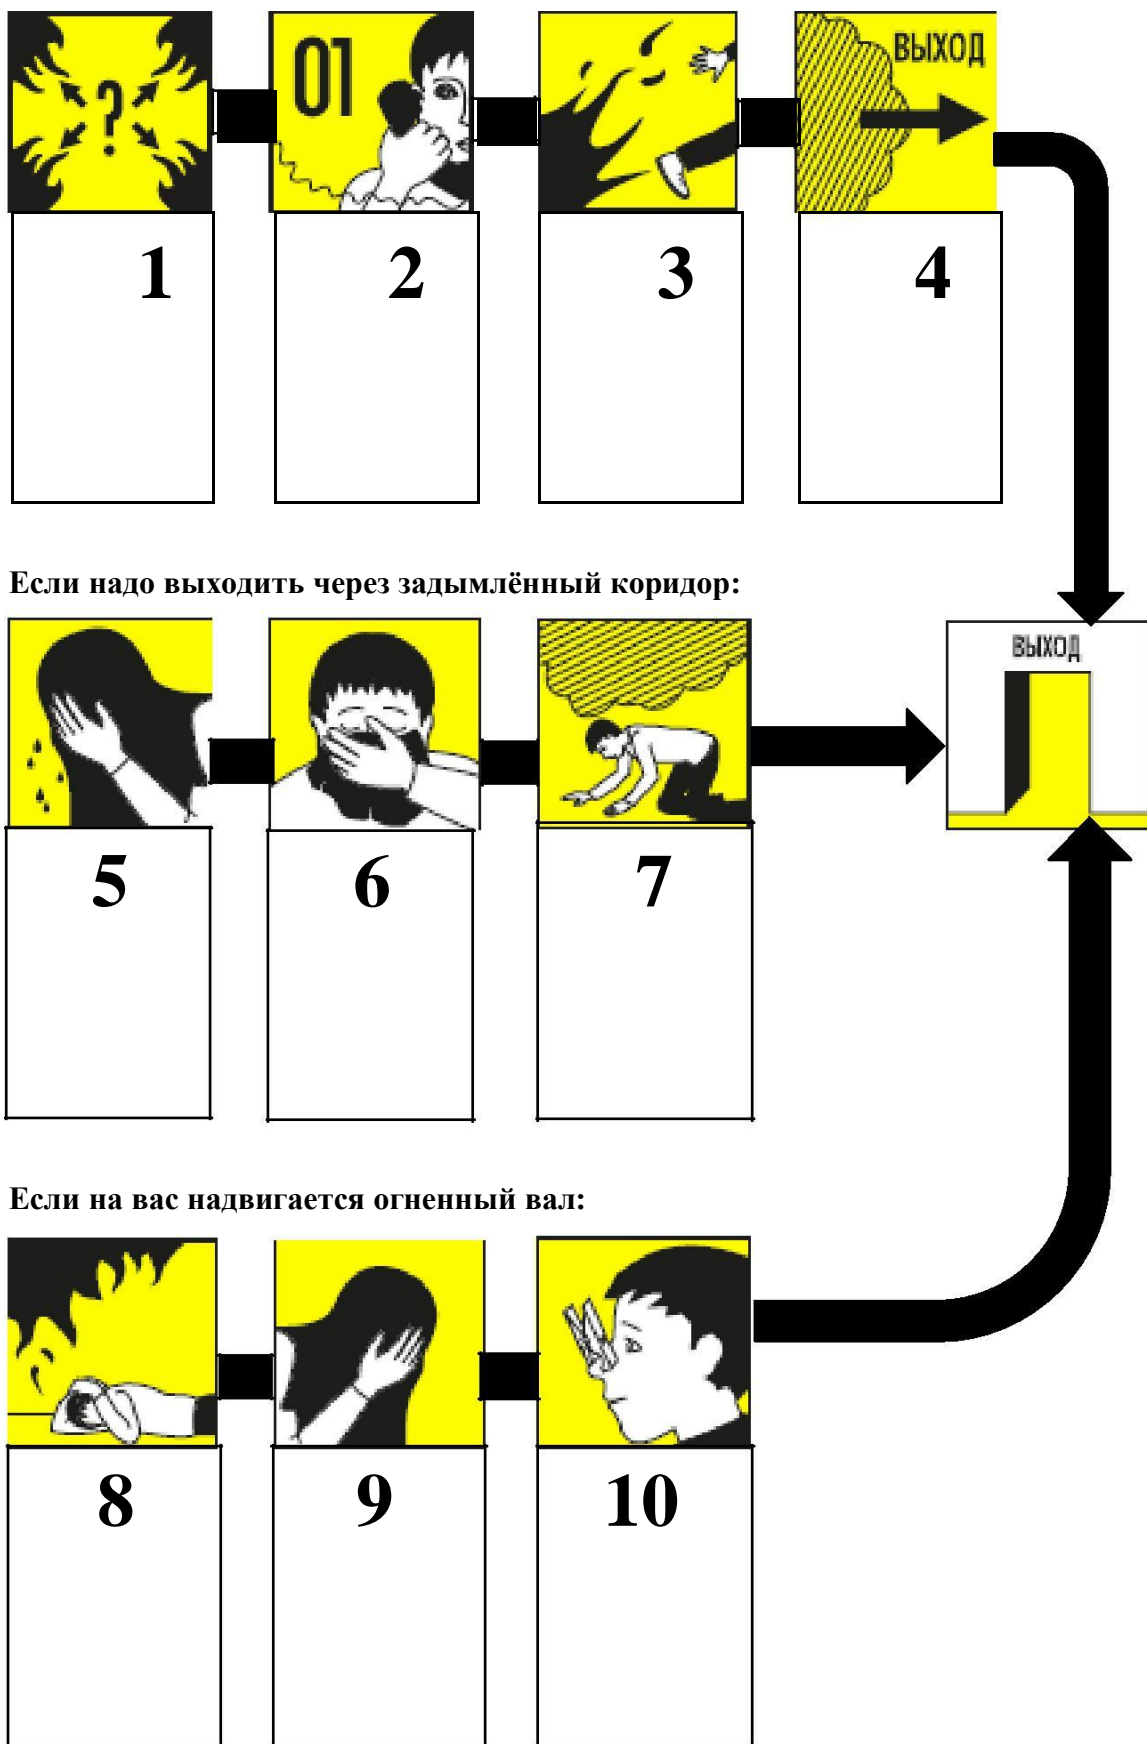 01
ВЫХОД
1
2
3
4
Если надо выходить через задымлённый коридор:
ВЫХОД
5
6
7
Если на вас надвигается огненный вал:
8
9
10